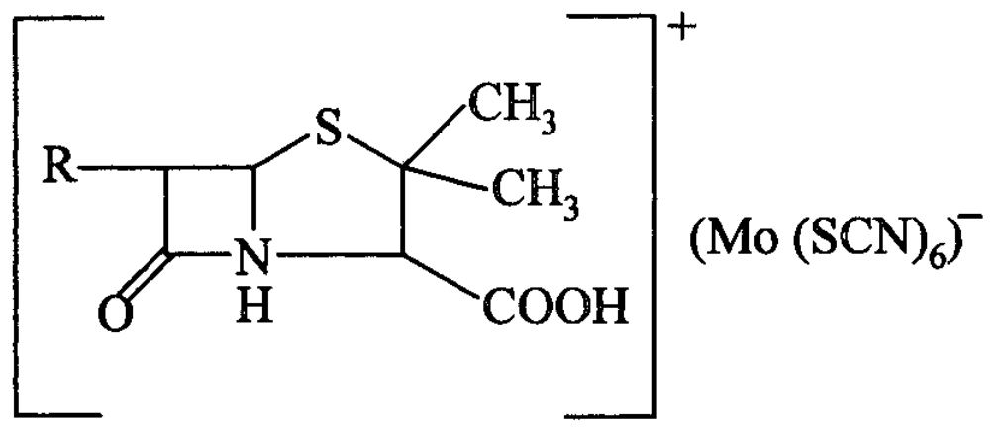 +
CH₃
S
R
CH₃
N
H
(Mo (SCN)₆)⁻
O
COOH